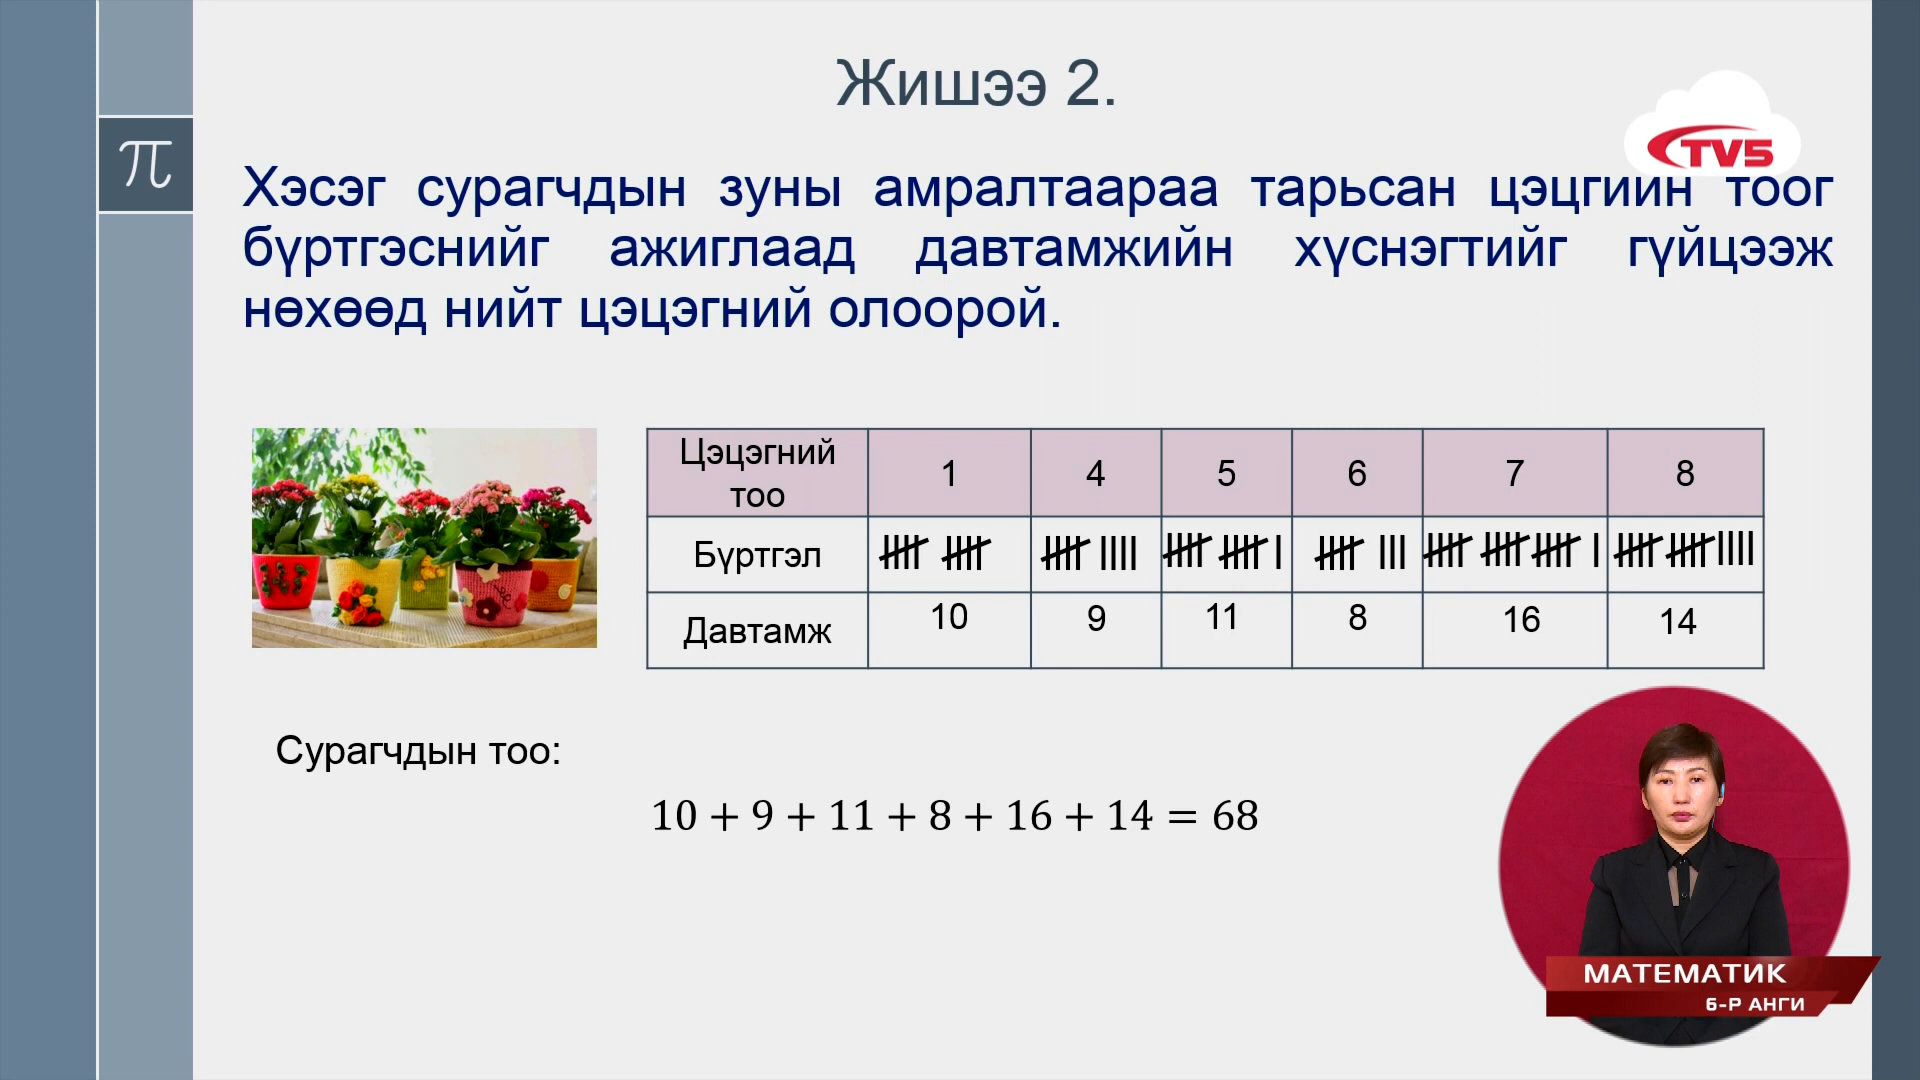 Жишээ 2.
TV5
π
Хэсэг сурагчдын зуны амралтаараа тарьсан цэцгийн тоог
бүртгэснийг ажиглаад давтамжийн хүснэгтийг гүйцээж
нөхөөд нийт цэцэгний олоорой.
Цэцэгний тоо 1 4 5 6 7 8
Бүртгэл
Давтамж 10 9 11 8 16 14
Сурагчдын тоо:
10 + 9 + 11 + 8 + 16 + 14 = 68
МАТЕМАТИК
6-Р АНГИ